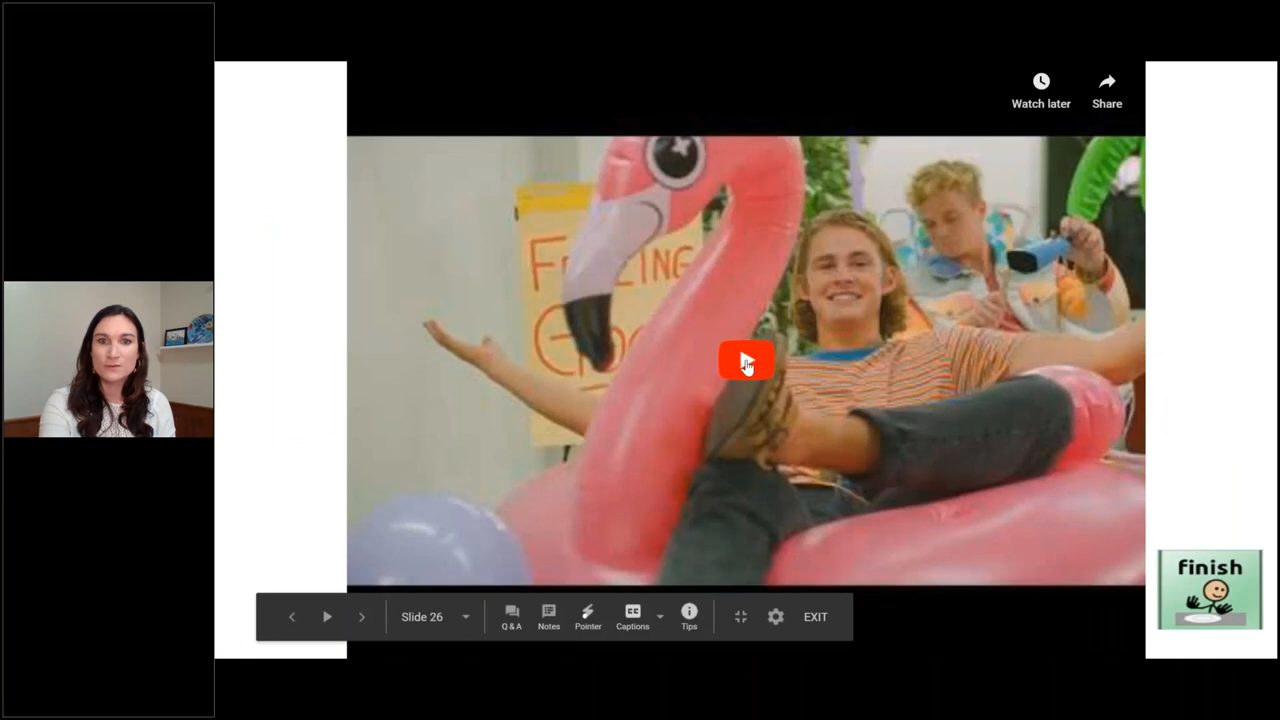 Watch later
Share
finish
Slide 26
Q & A
Notes
Pointer
Captions
Tips
EXIT